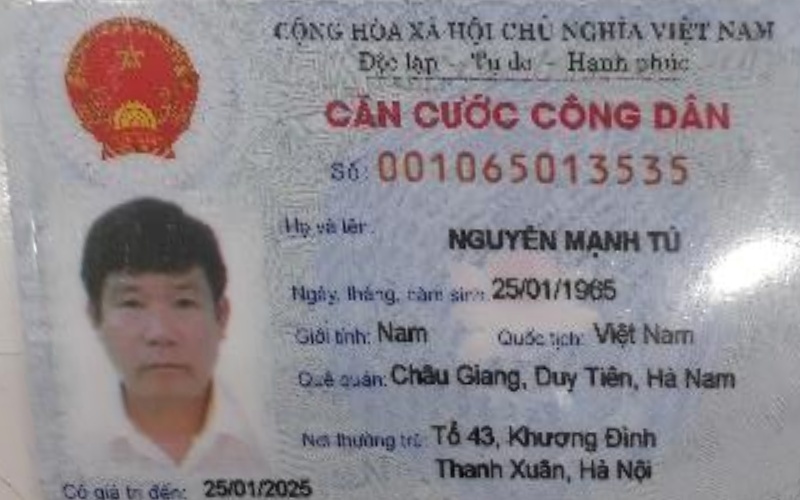 CỘNG HÒA XÃ HỘI CHỦ NGHĨA VIỆT NAM
Độc lập - Tự do - Hạnh phúc
CĂN CƯỚC CÔNG DÂN
Số: 001065013535
Họ và tên:
NGUYỄN MẠNH TÚ
Ngày, tháng, năm sinh: 25/01/1965
Giới tính: Nam Quốc tịch: Việt Nam
Quê quán: Châu Giang, Duy Tiên, Hà Nam
Nơi thường trú: Tổ 43, Khương Đình
Thanh Xuân, Hà Nội
Có giá trị đến: 25/01/2025